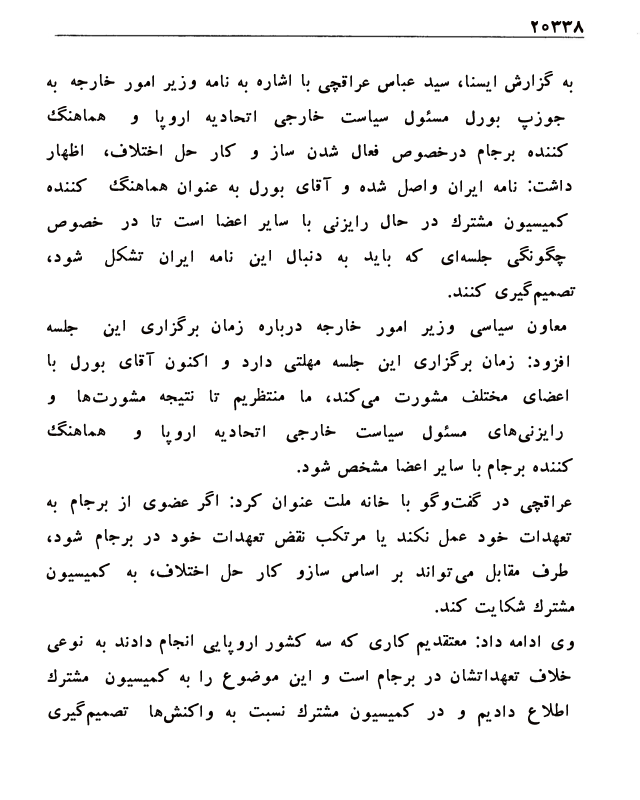 ۲۰۳۳۸
به گزارش ایسنا، سید عباس عراقچی با اشاره به نامه وزیر امور خارجه به
جوزپ بورل مسئول سیاست خارجی اتحادیه اروپا و هماهنگ
کننده برجام درخصوص فعال شدن ساز و کار حل اختلاف، اظهار
داشت: نامه ایران واصل شده و آقای بورل به عنوان هماهنگ کننده
کمیسیون مشترک در حال رایزنی با سایر اعضا است تا در خصوص
چگونگی جلسه‌ای که باید به دنبال این نامه ایران تشکل شود،
تصمیم‌گیری کنند.
معاون سیاسی وزیر امور خارجه درباره زمان برگزاری این جلسه
افزود: زمان برگزاری این جلسه مهلتی دارد و اکنون آقای بورل با
اعضای مختلف مشورت می‌کند، ما منتظریم تا نتیجه مشورت‌ها و
رایزنی‌های مسئول سیاست خارجی اتحادیه اروپا و هماهنگ
کننده برجام با سایر اعضا مشخص شود.
عراقچی در گفت‌وگو با خانه ملت عنوان کرد: اگر عضوی از برجام به
تعهدات خود عمل نکند یا مرتکب نقض تعهدات خود در برجام شود،
طرف مقابل می‌تواند بر اساس سازو کار حل اختلاف، به کمیسیون
مشترک شکایت کند.
وی ادامه داد: معتقدیم کاری که سه کشور اروپایی انجام دادند به نوعی
خلاف تعهداتشان در برجام است و این موضوع را به کمیسیون مشترک
اطلاع دادیم و در کمیسیون مشترک نسبت به واکنش‌ها تصمیم‌گیری